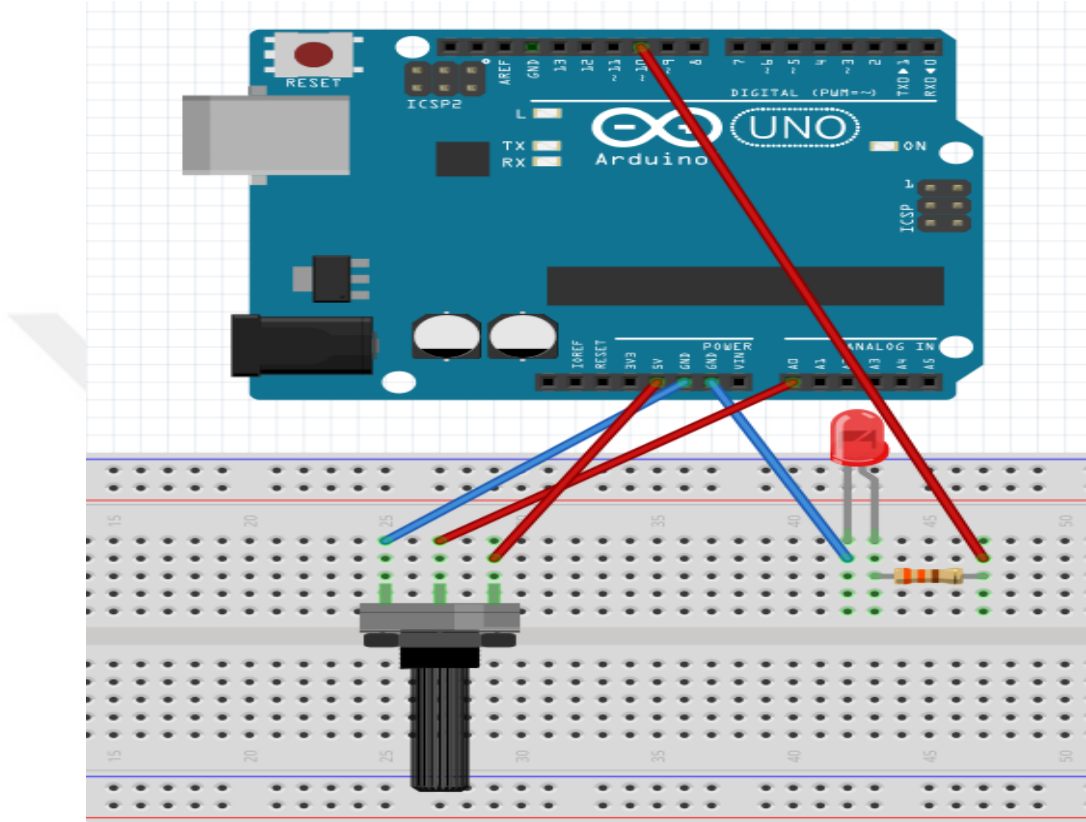 RESET
ICSP2
AREF
GND
13
12
~11
~10
~9
8
7
~6
~5
4
~3
2
TX0▶1
RX0◀0
DIGITAL (PWM=~)
L
TX
RX
Arduino
UNO
ON
1
ICSP
IOREF
RESET
3V3
5V
GND
GND
VIN
POWER
A0
A1
A3
A4
A5
ANALOG IN
15
20
25
30
35
40
45
50
15
20
25
30
35
40
45
50